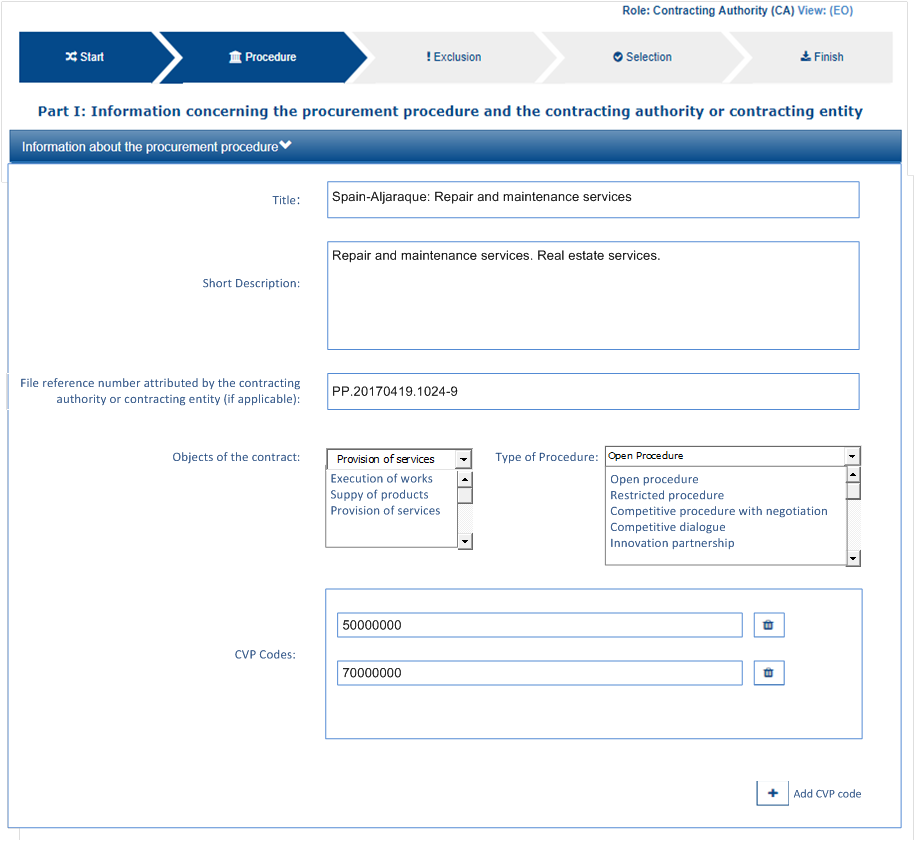 Role: Contracting Authority (CA) View: (EO)
Start
Procedure
! Exclusion
Selection
Finish
Part I: Information concerning the procurement procedure and the contracting authority or contracting entity
Information about the procurement procedure
Title:
Spain-Aljaraque: Repair and maintenance services
Short Description:
Repair and maintenance services. Real estate services.
File reference number attributed by the contracting
authority or contracting entity (if applicable):
PP.20170419.1024-9
Objects of the contract:
Provision of services
Execution of works
Suppy of products
Provision of services
Type of Procedure:
Open Procedure
Open procedure
Restricted procedure
Competitive procedure with negotiation
Competitive dialogue
Innovation partnership
CVP Codes:
50000000
70000000
+ Add CVP code